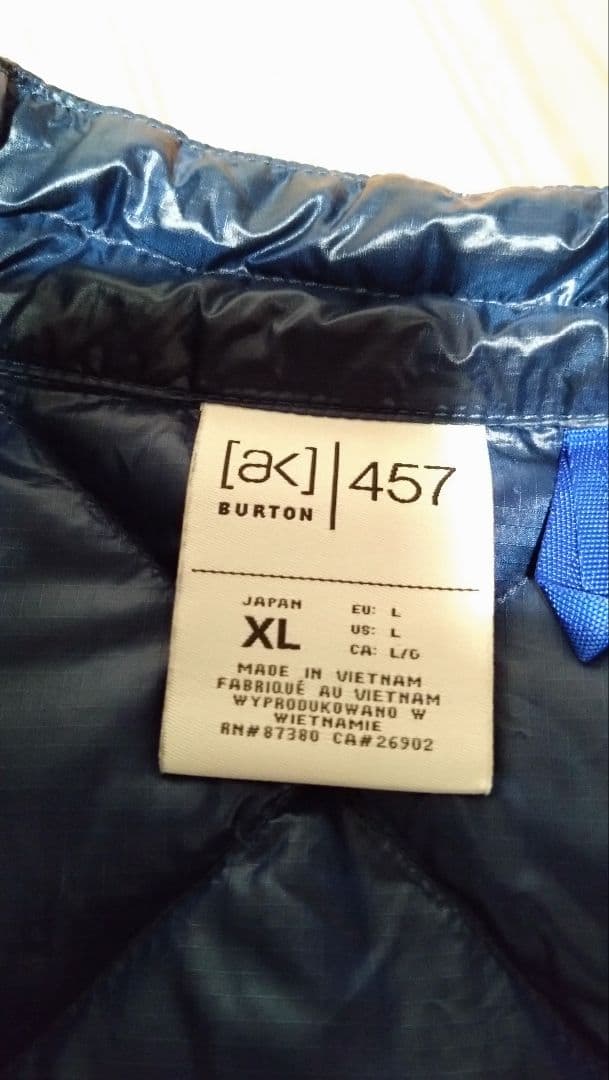 [ak] 457
BURTON
JAPAN
XL
EU: L
US: L
CA: L/G
MADE IN VIETNAM
FABRIQUÉ AU VIETNAM
WYPRODUKOWANO W
WIETNAMIE
RN#87380 CA#26902